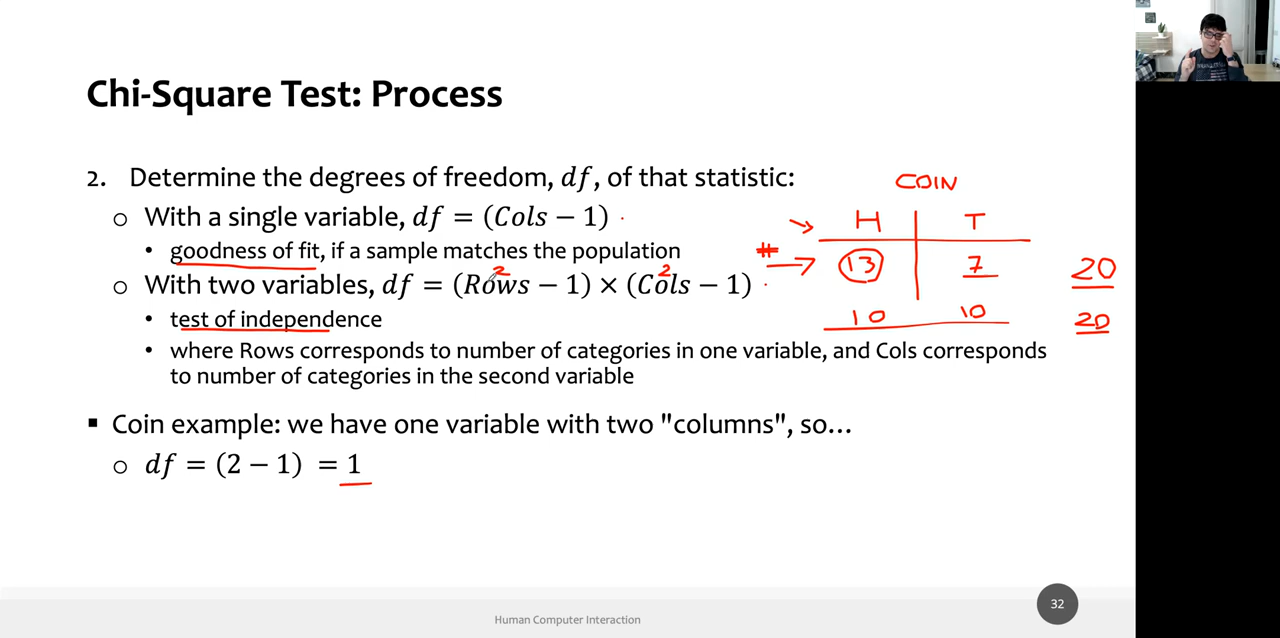 Chi-Square Test: Process
2. Determine the degrees of freedom, df, of that statistic:
○ With a single variable, df = (Cols − 1)
• goodness of fit, if a sample matches the population
○ With two variables, df = (Rows − 1) × (Cols − 1)
2 2
• test of independence
• where Rows corresponds to number of categories in one variable, and Cols corresponds
to number of categories in the second variable
▪ Coin example: we have one variable with two "columns", so…
○ df = (2 − 1) = 1
COIN
H T
# → 13 7 20
10 10 20
Human Computer Interaction
32